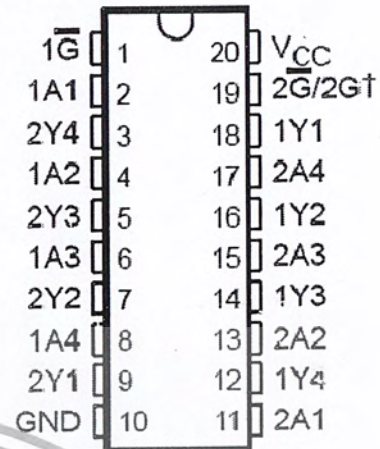 1G̅ 1 20 VCC
1A1 2 19 2G̅/2G†
2Y4 3 18 1Y1
1A2 4 17 2A4
2Y3 5 16 1Y2
1A3 6 15 2A3
2Y2 7 14 1Y3
1A4 8 13 2A2
2Y1 9 12 1Y4
GND 10 11 2A1